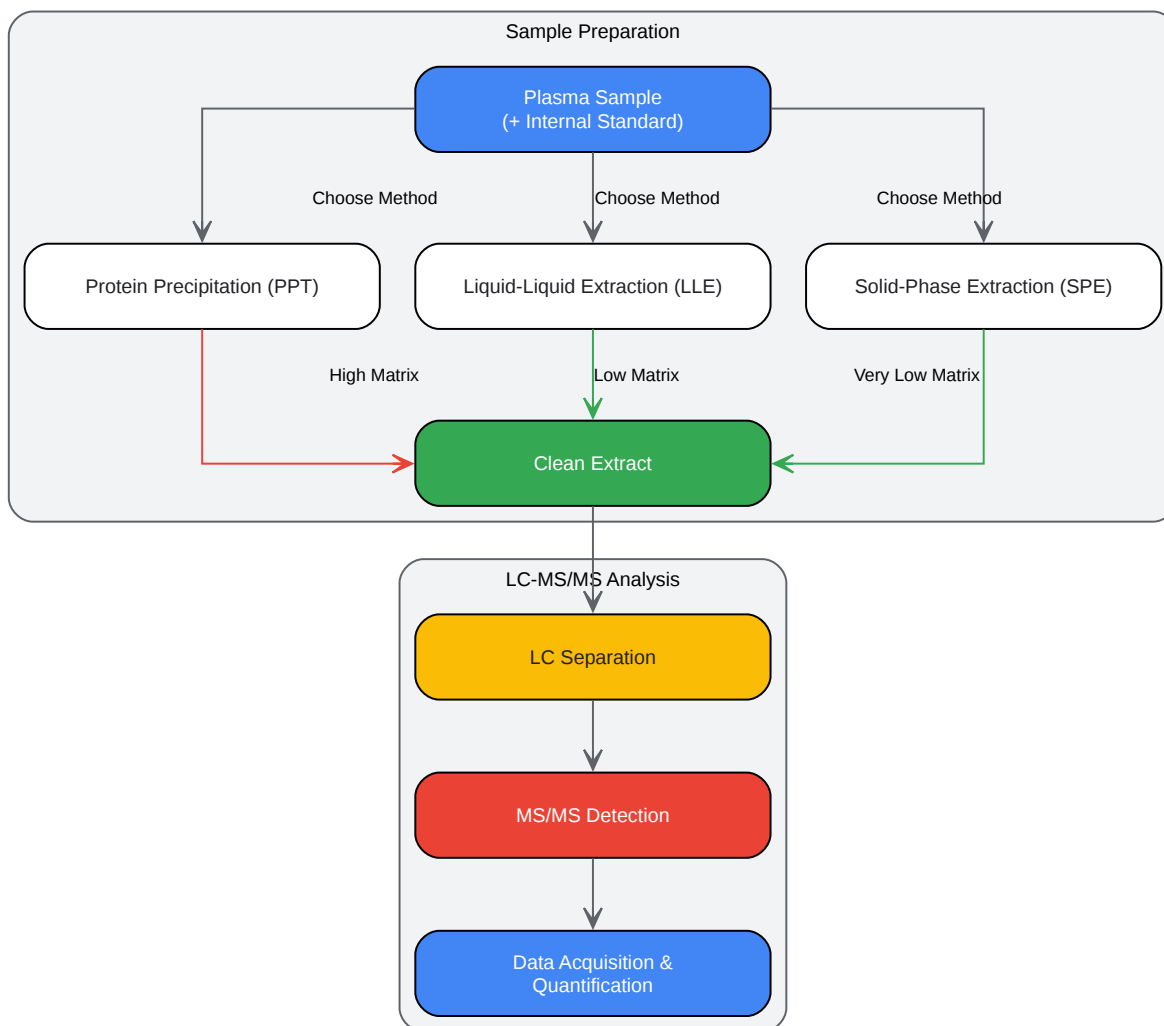 Sample Preparation
Plasma Sample
(+ Internal Standard)
Choose Method
Choose Method
Choose Method
Protein Precipitation (PPT)
Liquid-Liquid Extraction (LLE)
Solid-Phase Extraction (SPE)
High Matrix
Low Matrix
Very Low Matrix
Clean Extract
LC-MS/MS Analysis
LC Separation
MS/MS Detection
Data Acquisition &
Quantification